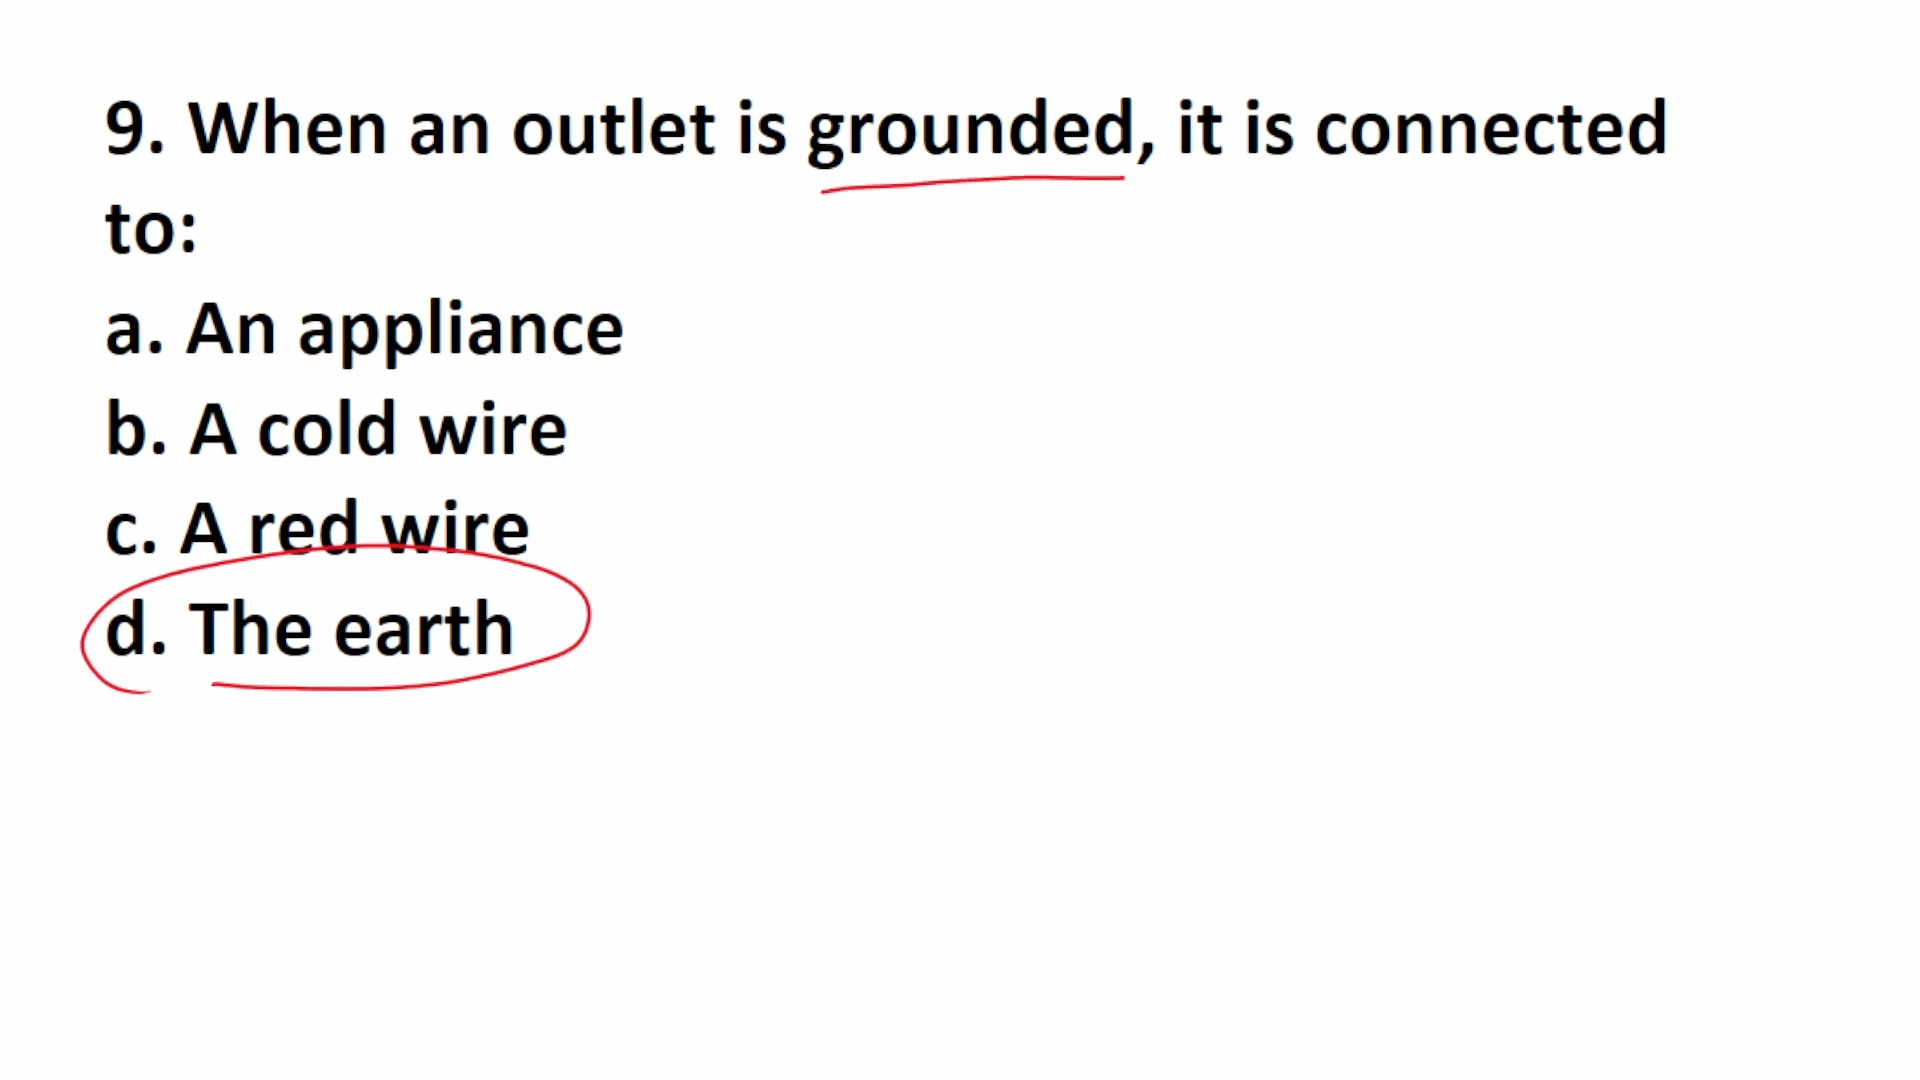 9. When an outlet is grounded, it is connected
to:
a. An appliance
b. A cold wire
c. A red wire
d. The earth